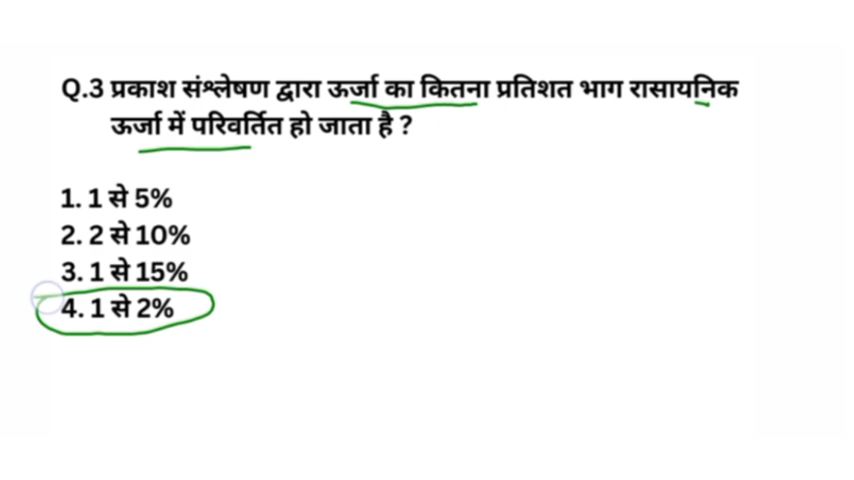 Q.3 प्रकाश संश्लेषण द्वारा ऊर्जा का कितना प्रतिशत भाग रासायनिक
ऊर्जा में परिवर्तित हो जाता है ?
1. 1 से 5%
2. 2 से 10%
3. 1 से 15%
4. 1 से 2%